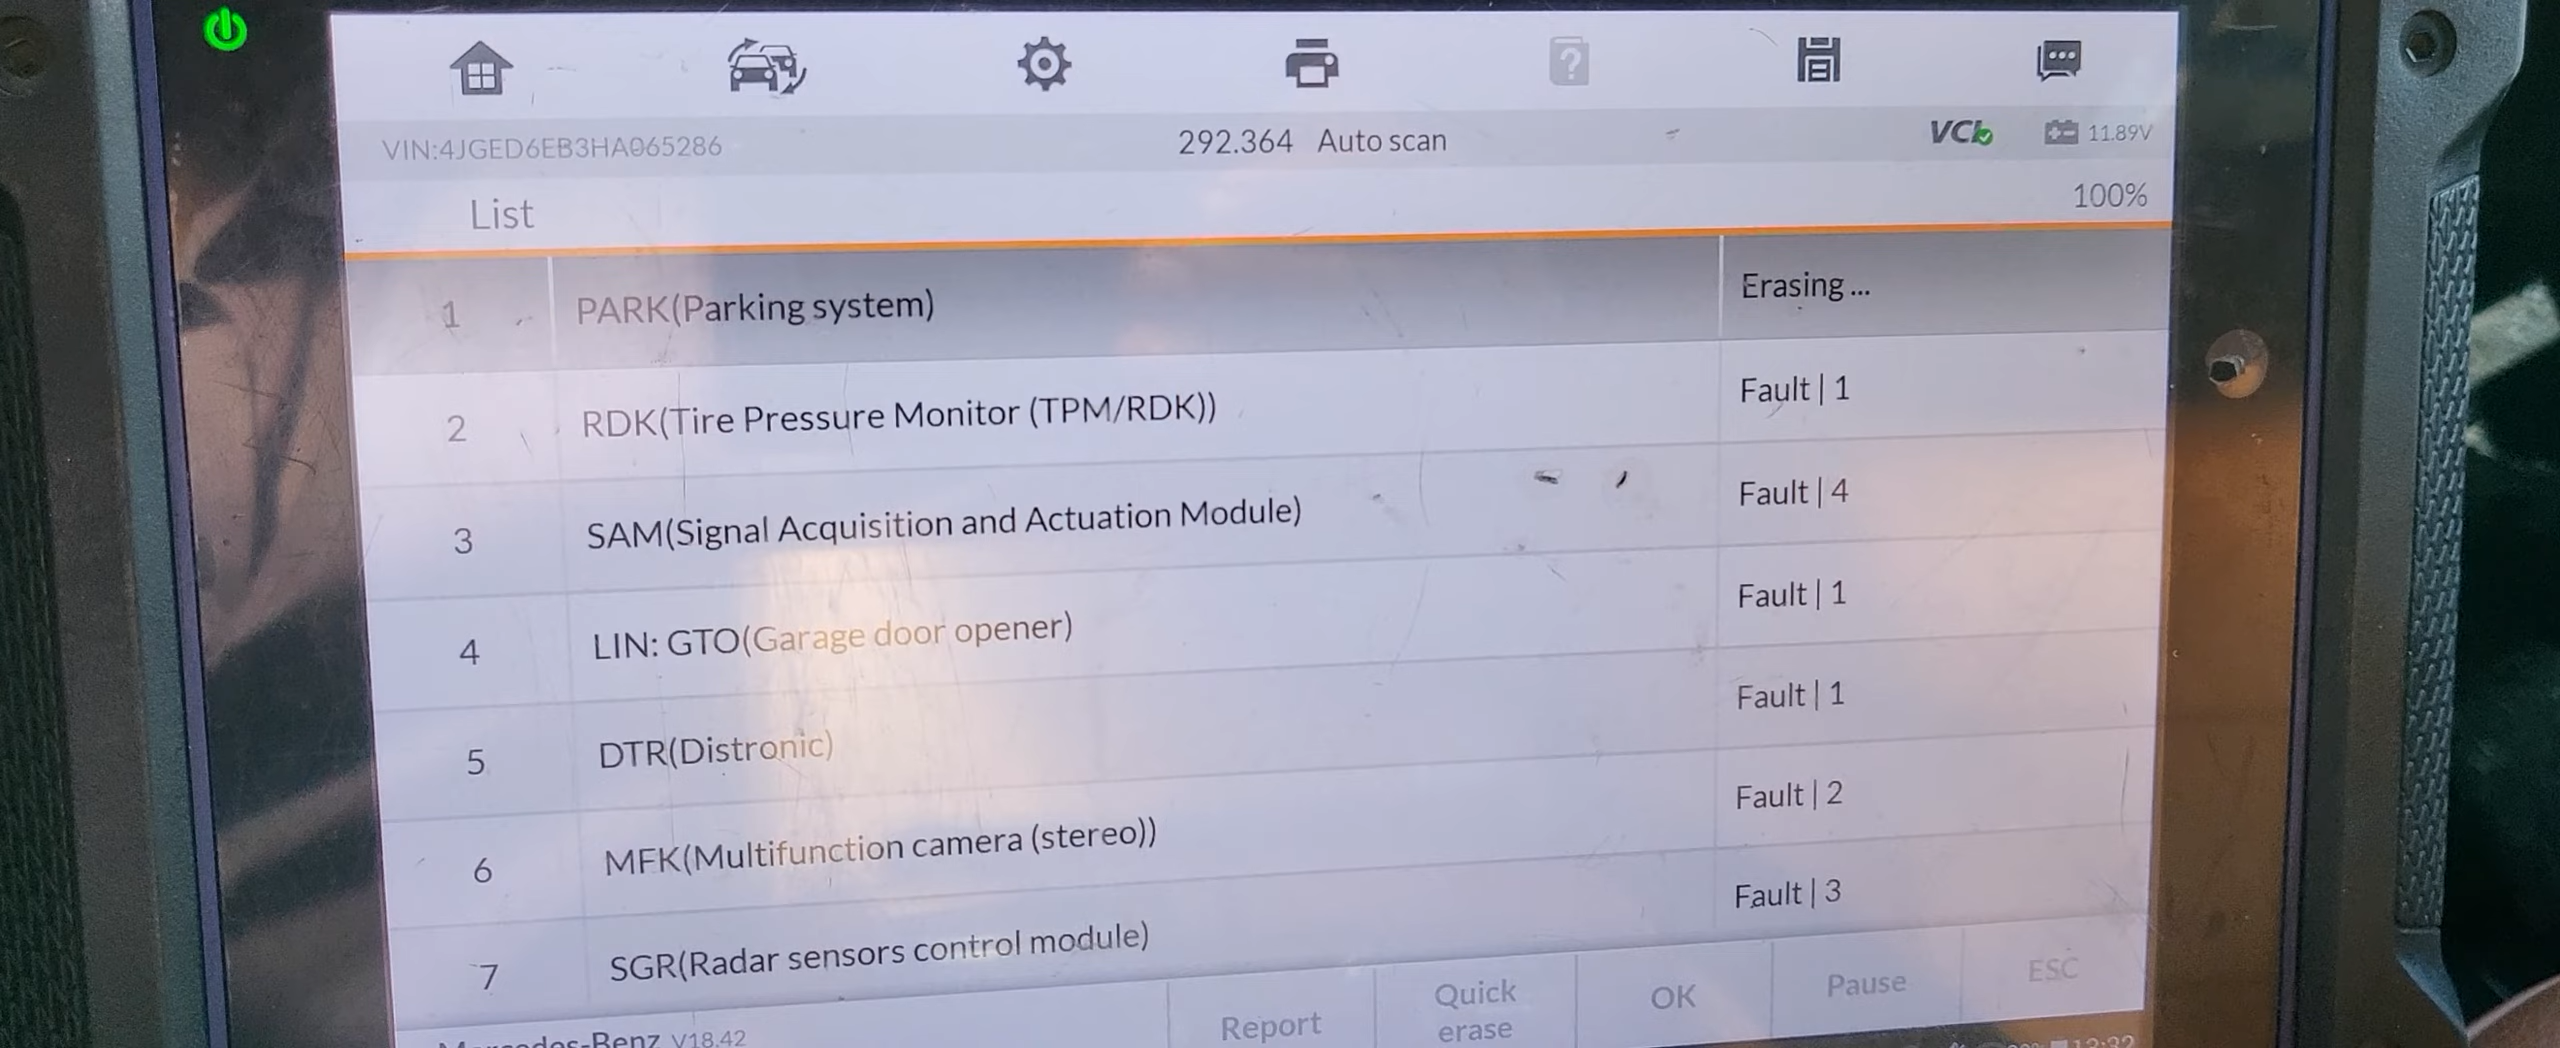 VIN:4JGED6EB3HA065286 292.364 Auto scan VCI 11.89V
List 100%
1 PARK(Parking system) Erasing ...
2 RDK(Tire Pressure Monitor (TPM/RDK)) Fault | 1
3 SAM(Signal Acquisition and Actuation Module) Fault | 4
4 LIN: GTO(Garage door opener) Fault | 1
5 DTR(Distronic) Fault | 1
6 MFK(Multifunction camera (stereo)) Fault | 2
7 SGR(Radar sensors control module) Fault | 3
Report Quick erase OK Pause ESC
Mercedes-Benz V18.42